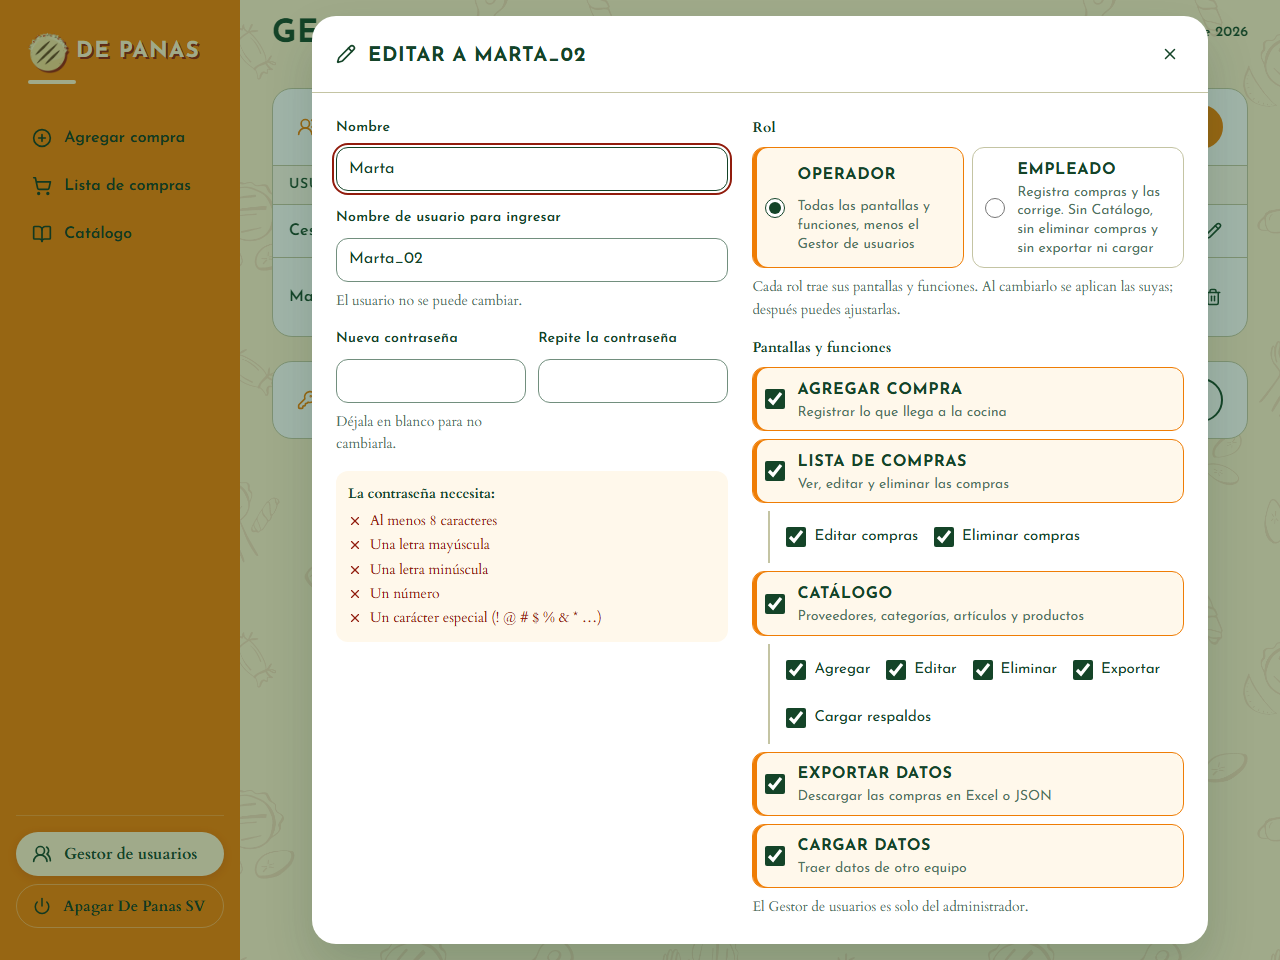 DE PANAS
Agregar compra
Lista de compras
Catálogo
Gestor de usuarios
Apagar De Panas SV
GE
e 2026
USU
Ces
Ma
EDITAR A MARTA_02
Nombre
Marta
Nombre de usuario para ingresar
Marta_02
El usuario no se puede cambiar.
Nueva contraseña
Repite la contraseña
Déjala en blanco para no
cambiarla.
La contraseña necesita:
Al menos 8 caracteres
Una letra mayúscula
Una letra minúscula
Un número
Un carácter especial (! @ # $ % & * …)
Rol
OPERADOR
Todas las pantallas y
funciones, menos el
Gestor de usuarios
EMPLEADO
Registra compras y las
corrige. Sin Catálogo,
sin eliminar compras y
sin exportar ni cargar
Cada rol trae sus pantallas y funciones. Al cambiarlo se aplican las suyas;
después puedes ajustarlas.
Pantallas y funciones
AGREGAR COMPRA
Registrar lo que llega a la cocina
LISTA DE COMPRAS
Ver, editar y eliminar las compras
Editar compras
Eliminar compras
CATÁLOGO
Proveedores, categorías, artículos y productos
Agregar
Editar
Eliminar
Exportar
Cargar respaldos
EXPORTAR DATOS
Descargar las compras en Excel o JSON
CARGAR DATOS
Traer datos de otro equipo
El Gestor de usuarios es solo del administrador.